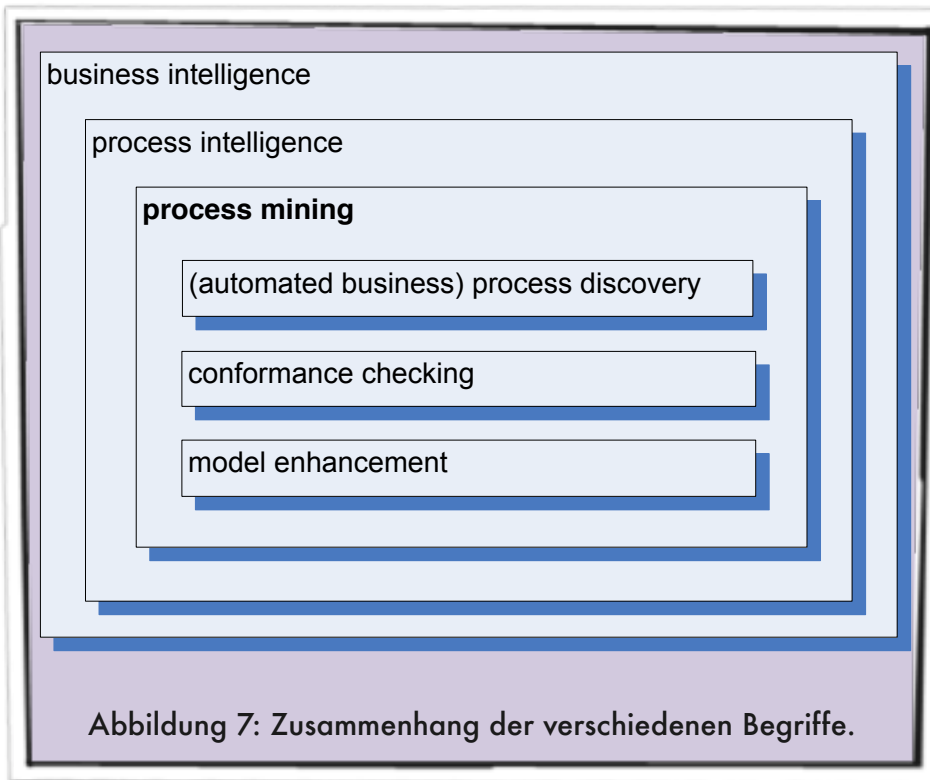 business intelligence
process intelligence
process mining
(automated business) process discovery
conformance checking
model enhancement
Abbildung 7: Zusammenhang der verschiedenen Begriffe.